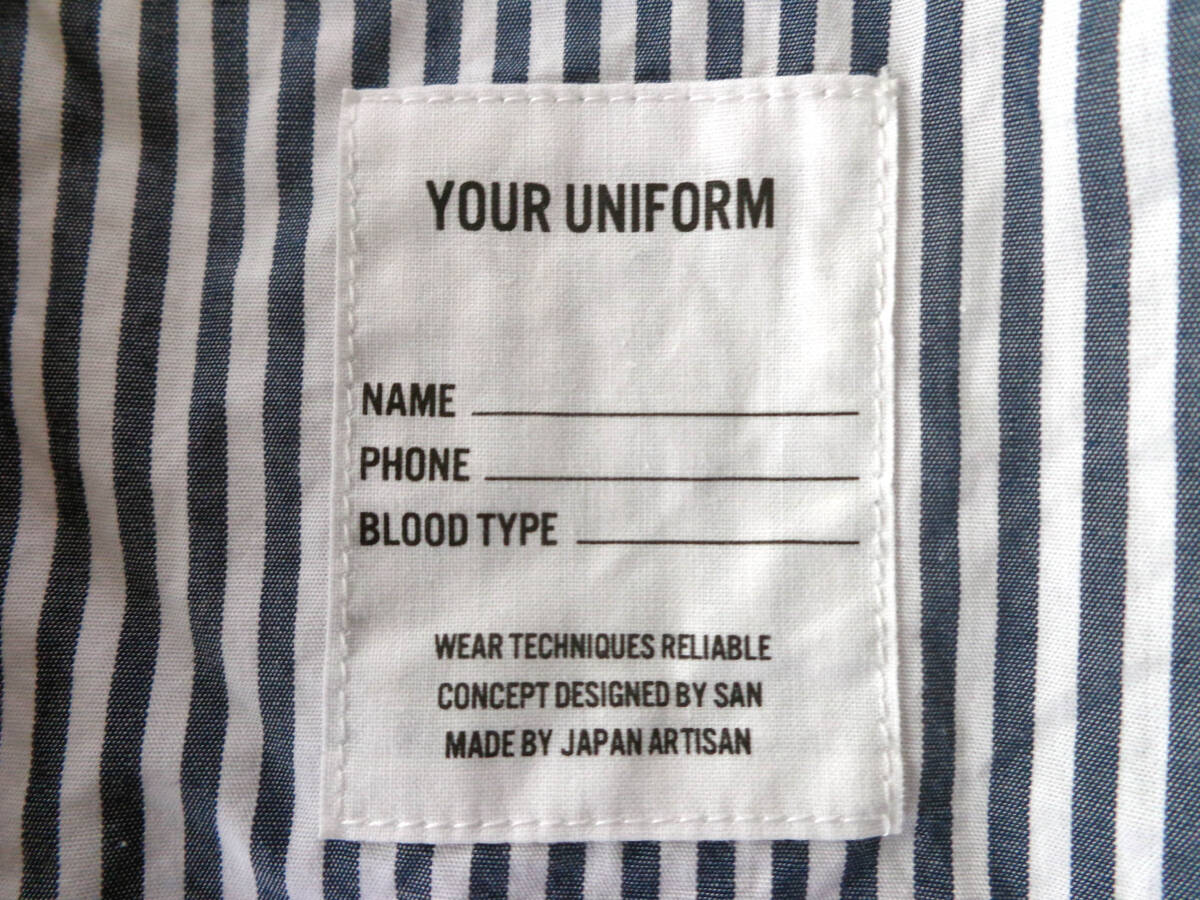 YOUR UNIFORM
NAME
PHONE
BLOOD TYPE
WEAR TECHNIQUES RELIABLE
CONCEPT DESIGNED BY SAN
MADE BY JAPAN ARTISAN